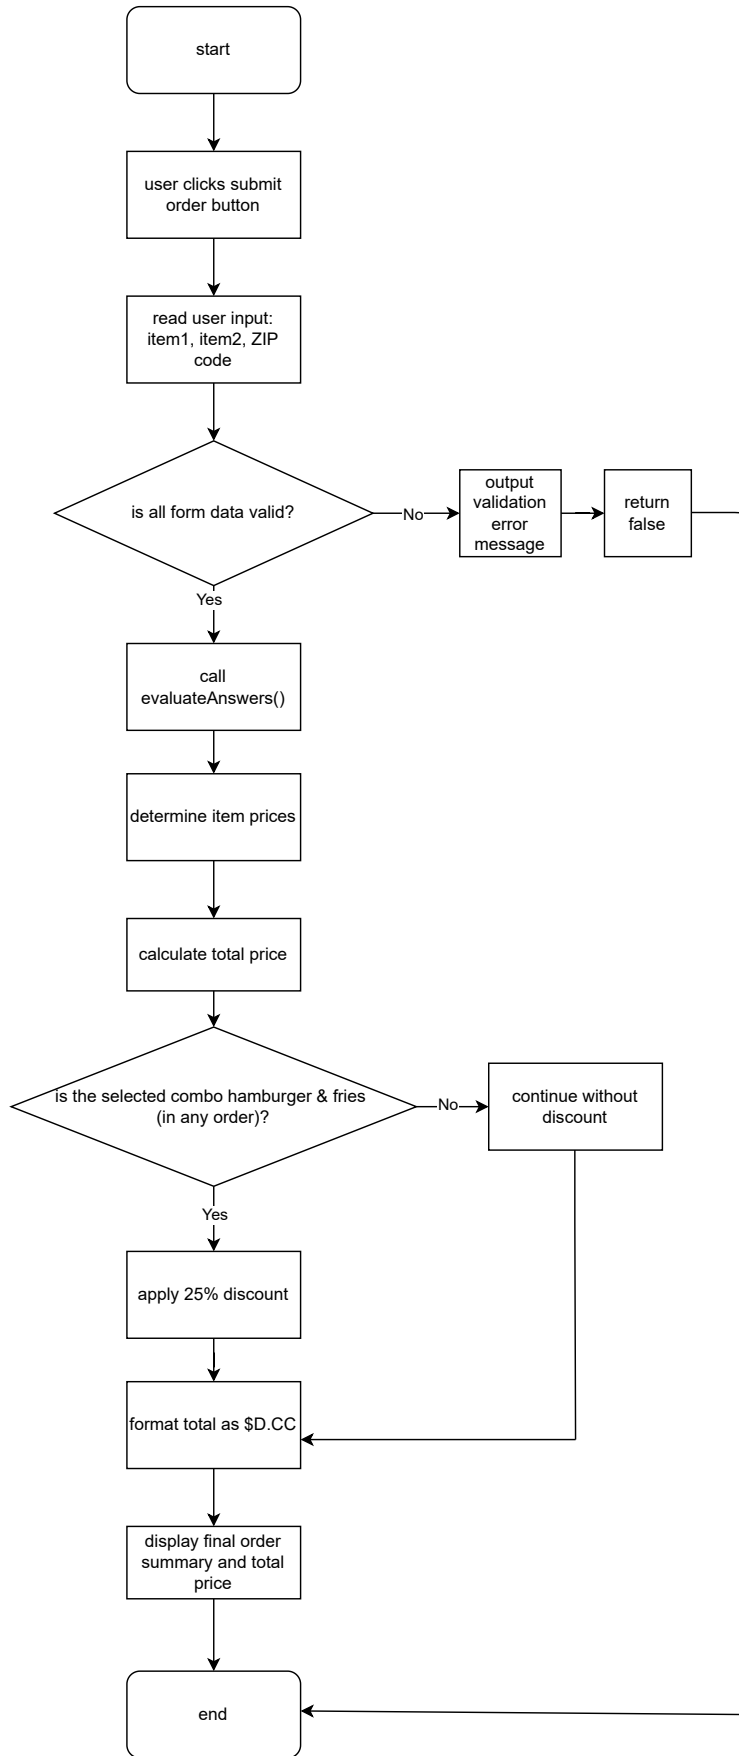 start
user clicks submit
order button
read user input:
item1, item2, ZIP
code
is all form data valid?
No
output
validation
error
message
return
false
Yes
call
evaluateAnswers()
determine item prices
calculate total price
is the selected combo hamburger & fries
(in any order)?
No
continue without
discount
Yes
apply 25% discount
format total as $D.CC
display final order
summary and total
price
end